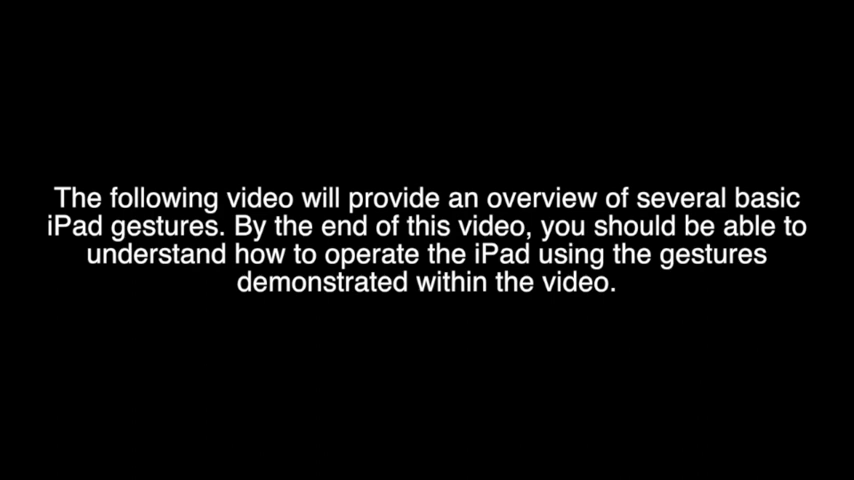 The following video will provide an overview of several basic
iPad gestures. By the end of this video, you should be able to
understand how to operate the iPad using the gestures
demonstrated within the video.